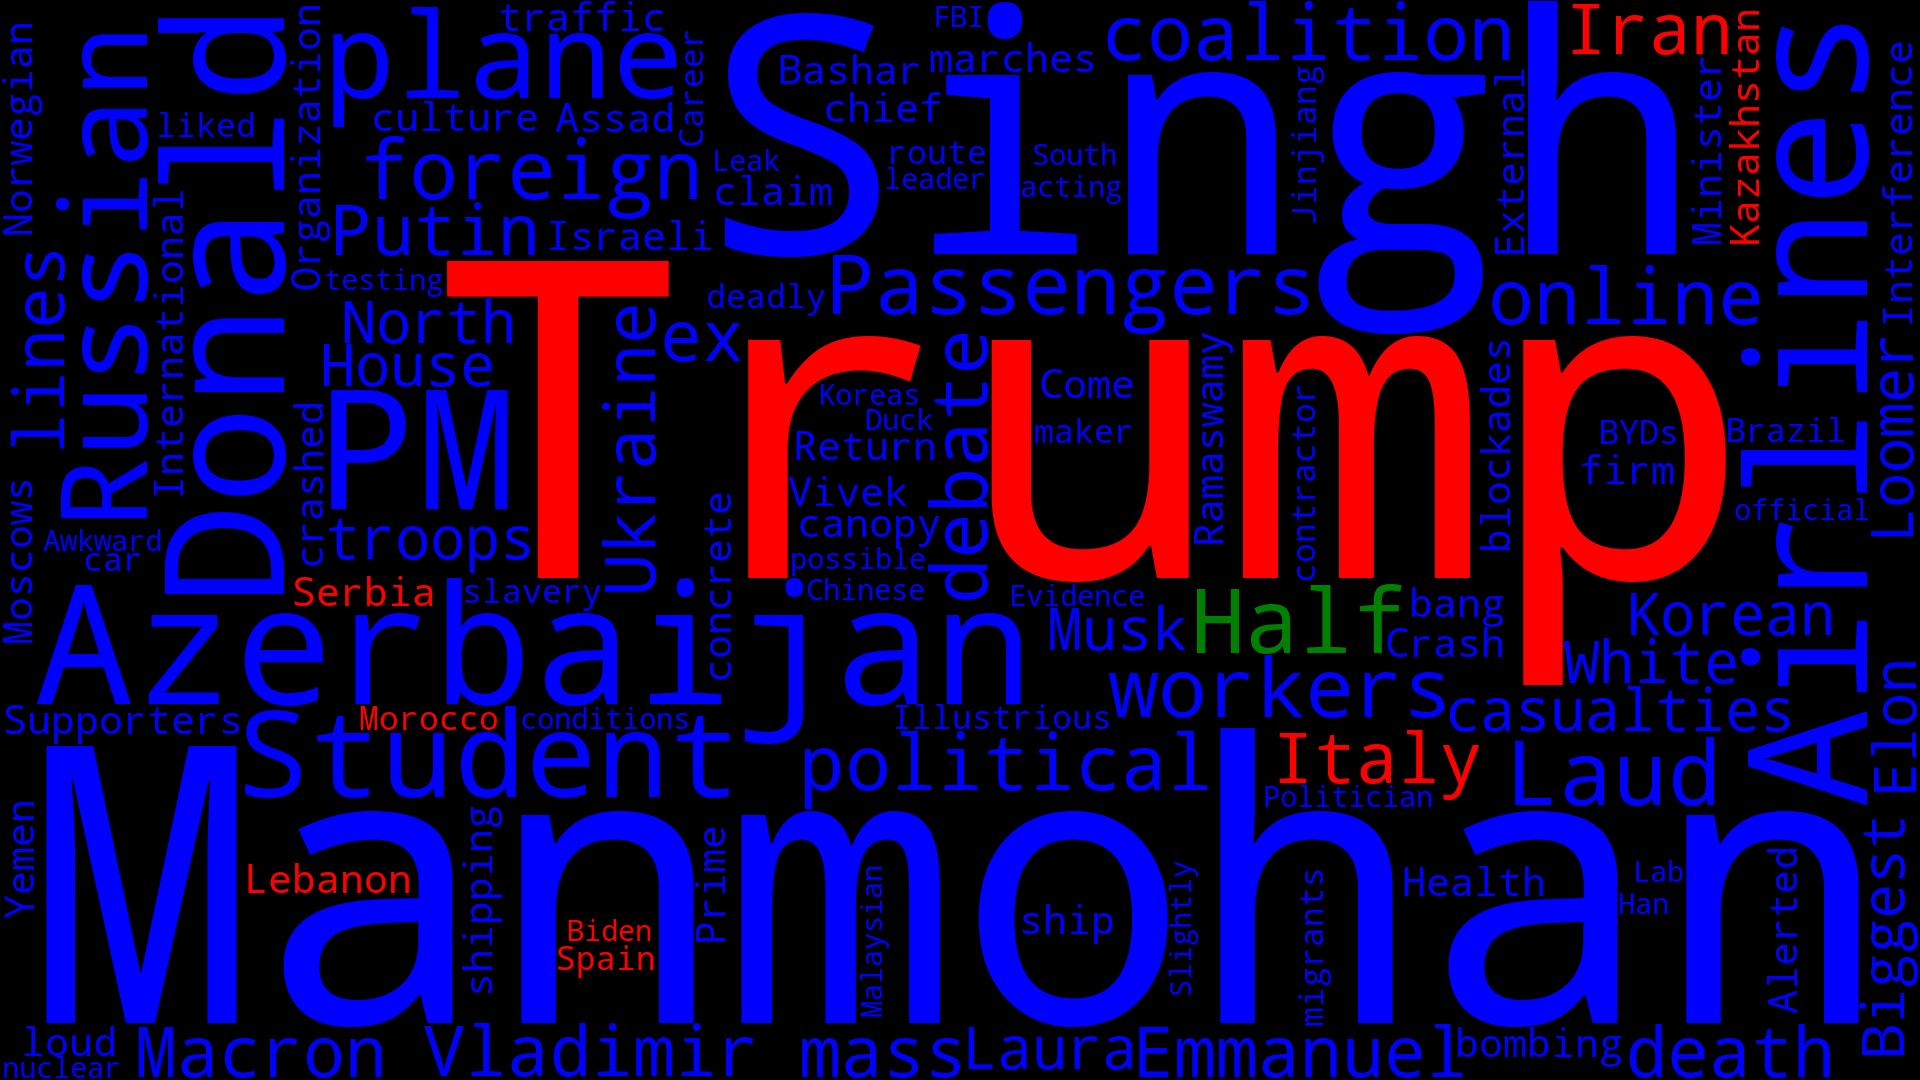 Norwegian
Russian
Donald
liked
Organization
traffic
plane
culture
Assad
Career
foreign
Putin
Israeli
FBI
Bashar
marches
chief
Leak
claim
route
leader
South
acting
Singh
coalition
Jinjiang
External
Iran
Minister
Kazakhstan
Airlines
Interference
lines
International
testing
North
House
PM
crashed
troops
Trump
Ukraine
ex
deadly
Passengers
online
debate
Koreas
Duck
Return
Vivek
canopy
possible
Chinese
Come
maker
Ramaswamy
contractor
blockades
BYDs
firm
Brazil
official
Loomer
Moscows
Awkward
car
Serbia
slavery
concrete
Azerbaijan
Evidence
Musk
Half
bang
Crash
Korean
White
workers
casualties
Supporters
Morocco
conditions
Illustrious
Student
political
Italy
Politician
Laud
Elon
Yemen
Manmohan
Lebanon
shipping
Biden
Spain
Prime
Malaysian
ship
Slightly
migrants
Health
Lab
Han
Alerted
Biggest
loud
nuclear
Macron
Vladimir
mass
Laura
Emmanuel
bombing
death